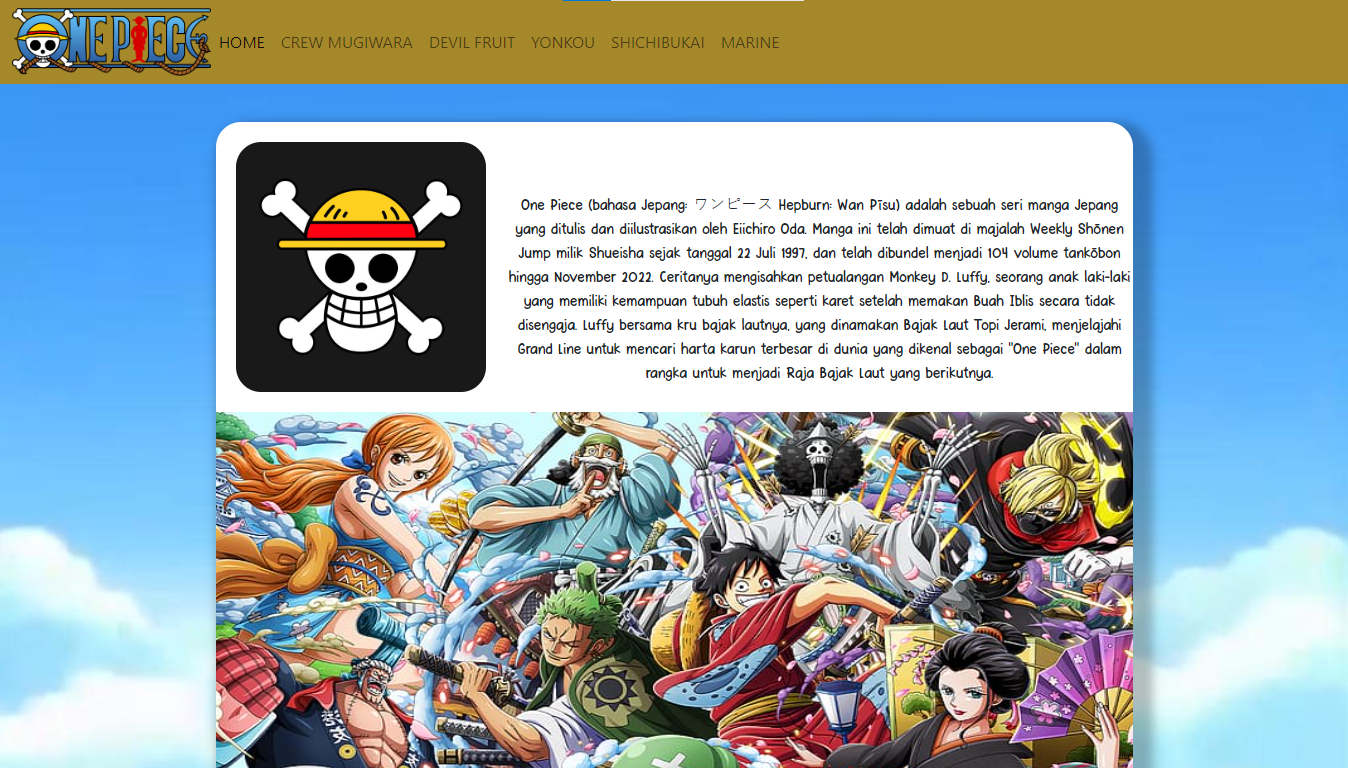 ONE PIECE
HOME CREW MUGIWARA DEVIL FRUIT YONKOU SHICHIBUKAI MARINE
One Piece (bahasa Jepang: ワンピース Hepburn: Wan Pīsu) adalah sebuah seri manga Jepang
yang ditulis dan diilustrasikan oleh Eiichiro Oda. Manga ini telah dimuat di majalah Weekly Shōnen
Jump milik Shueisha sejak tanggal 22 Juli 1997, dan telah dibundel menjadi 104 volume tankōbon
hingga November 2022. Ceritanya mengisahkan petualangan Monkey D. Luffy, seorang anak laki-laki
yang memiliki kemampuan tubuh elastis seperti karet setelah memakan Buah Iblis secara tidak
disengaja. Luffy bersama kru bajak lautnya, yang dinamakan Bajak Laut Topi Jerami, menjelajahi
Grand Line untuk mencari harta karun terbesar di dunia yang dikenal sebagai "One Piece" dalam
rangka untuk menjadi Raja Bajak Laut yang berikutnya.